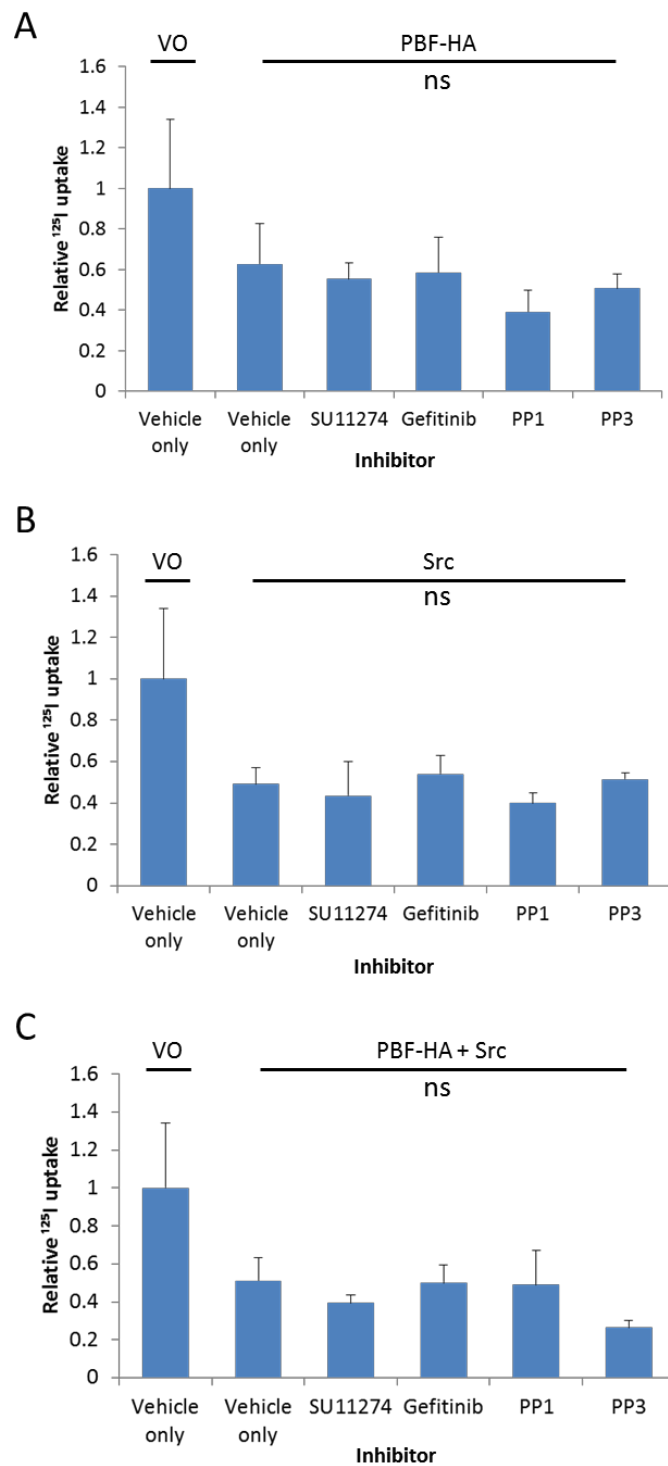 A
VO PBF-HA
ns
1.6
1.4
1.2
1
0.8
0.6
0.4
0.2
0
Relative ¹²⁵I uptake
Vehicle only Vehicle only SU11274 Gefitinib PP1 PP3
Inhibitor
B
VO Src
ns
1.6
1.4
1.2
1
0.8
0.6
0.4
0.2
0
Relative ¹²⁵I uptake
Vehicle only Vehicle only SU11274 Gefitinib PP1 PP3
Inhibitor
C
VO PBF-HA + Src
ns
1.6
1.4
1.2
1
0.8
0.6
0.4
0.2
0
Relative ¹²⁵I uptake
Vehicle only Vehicle only SU11274 Gefitinib PP1 PP3
Inhibitor